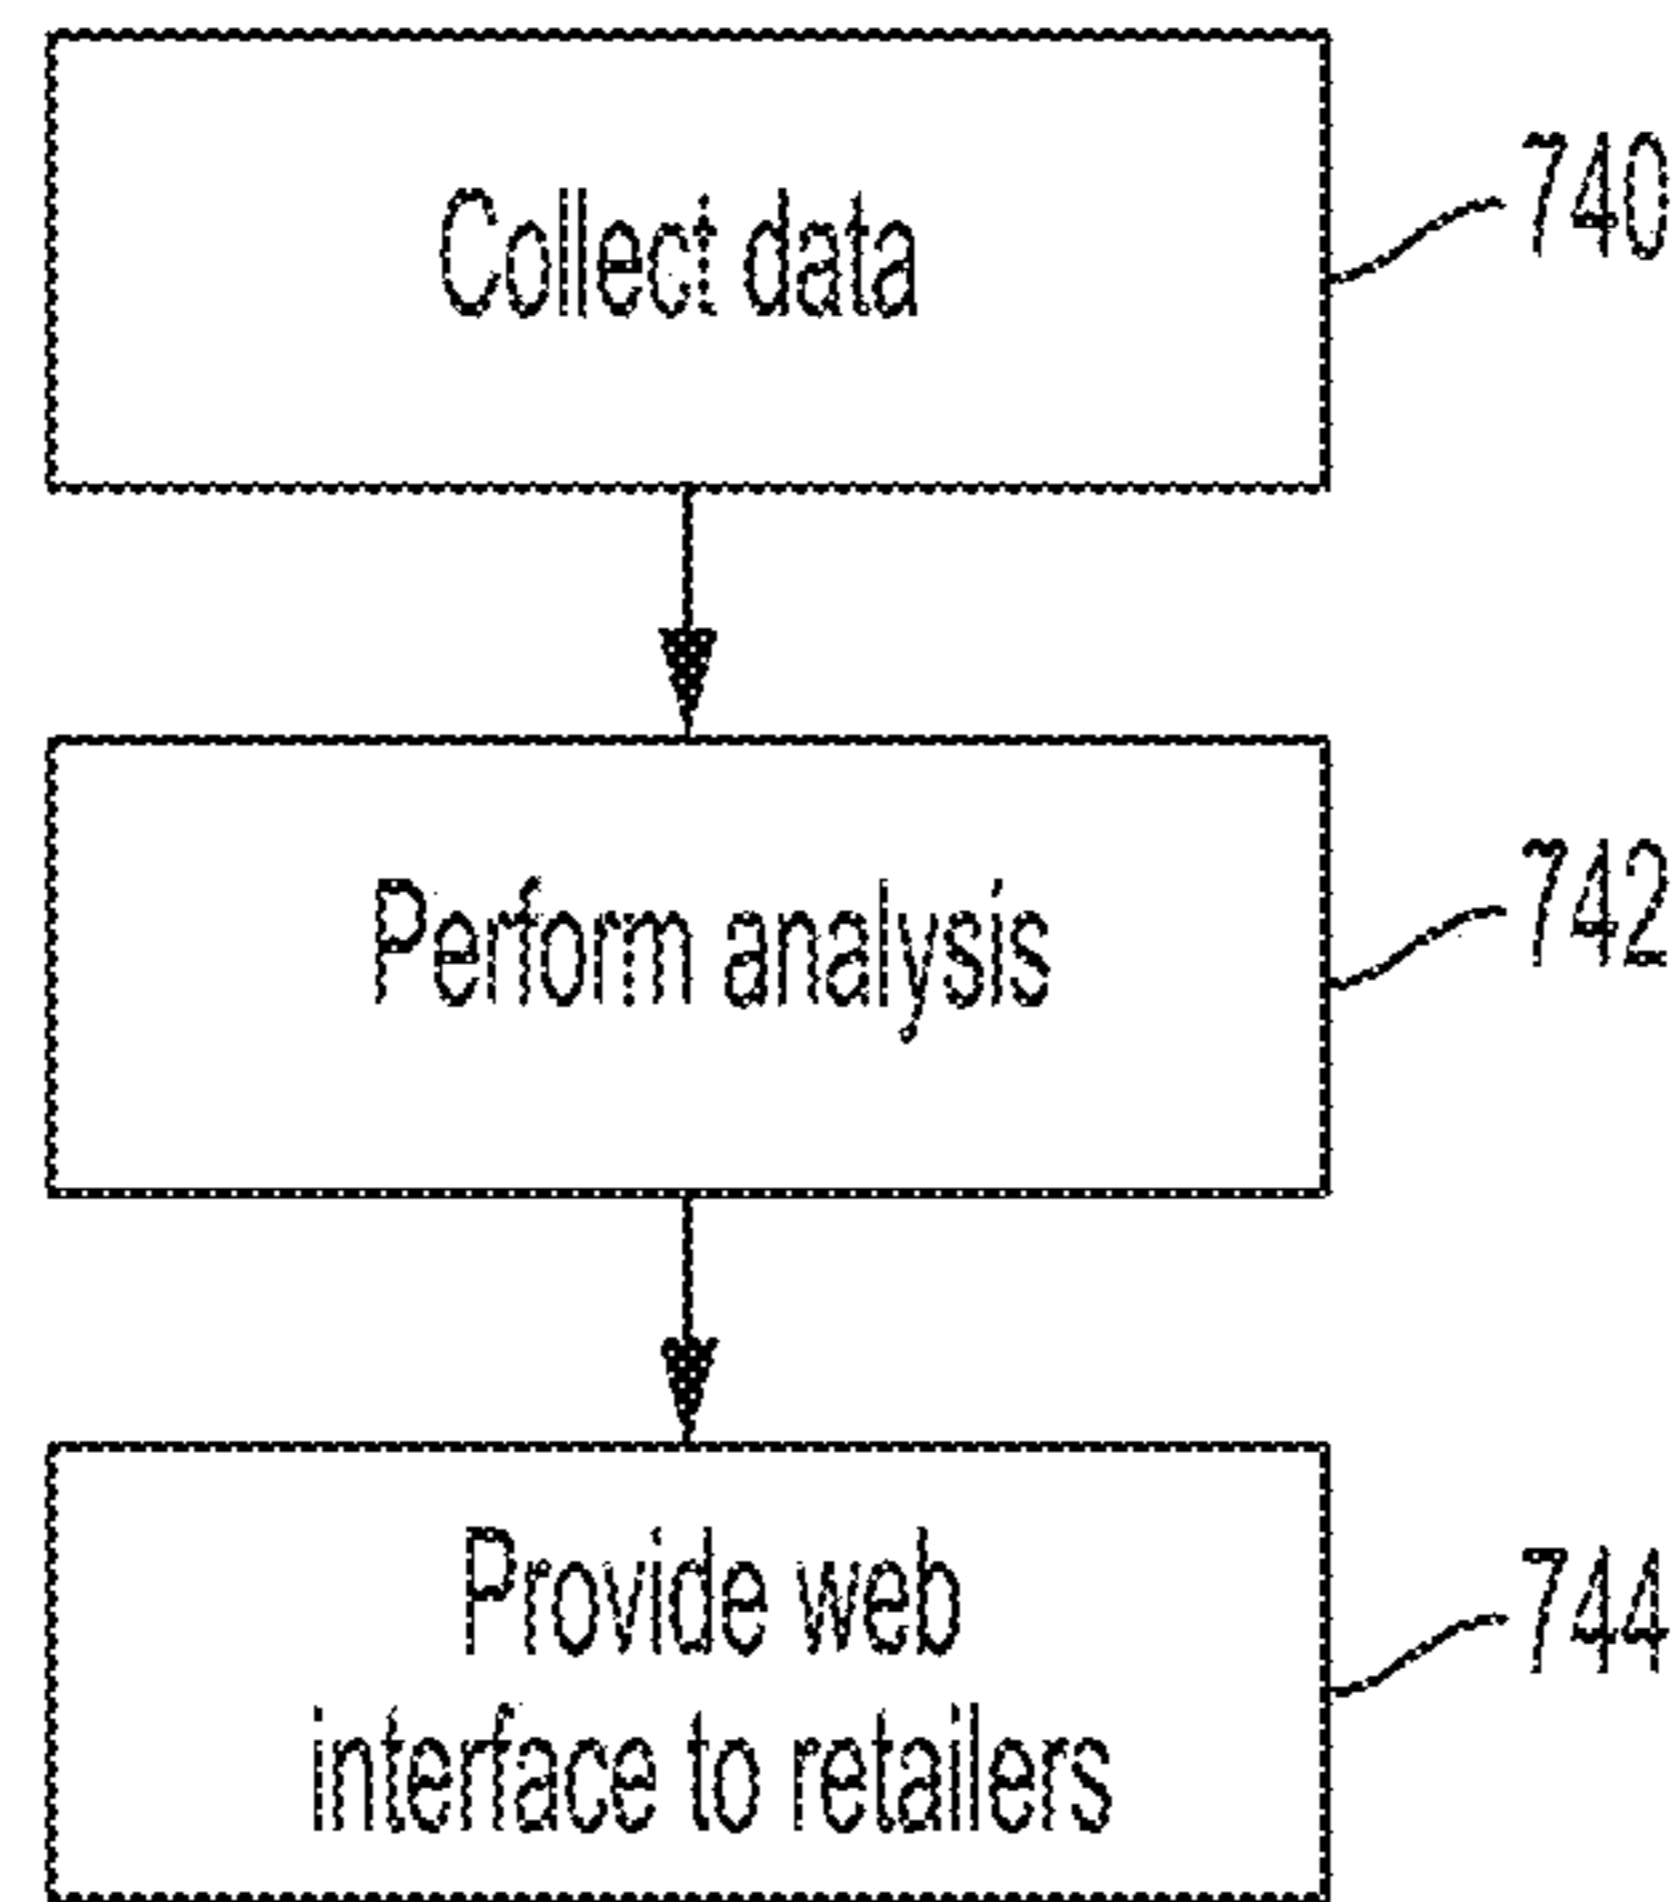 Collect data
740
Perform analysis
742
Provide web
interface to retailers
744